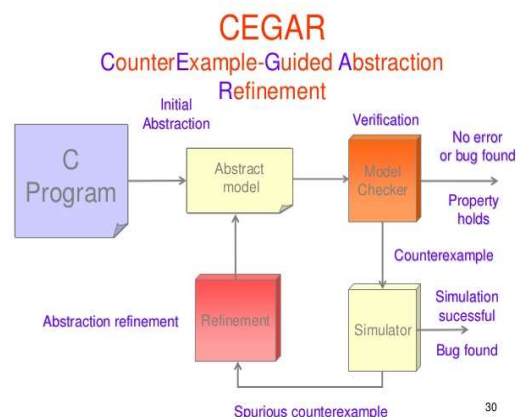 CEGAR
CounterExample-Guided Abstraction
Refinement
Initial
Abstraction
Verification
C
Program
Abstract
model
Model
Checker
No error
or bug found
Property
holds
Counterexample
Abstraction refinement
Refinement
Simulator
Simulation
sucessful
Bug found
Spurious counterexample
30